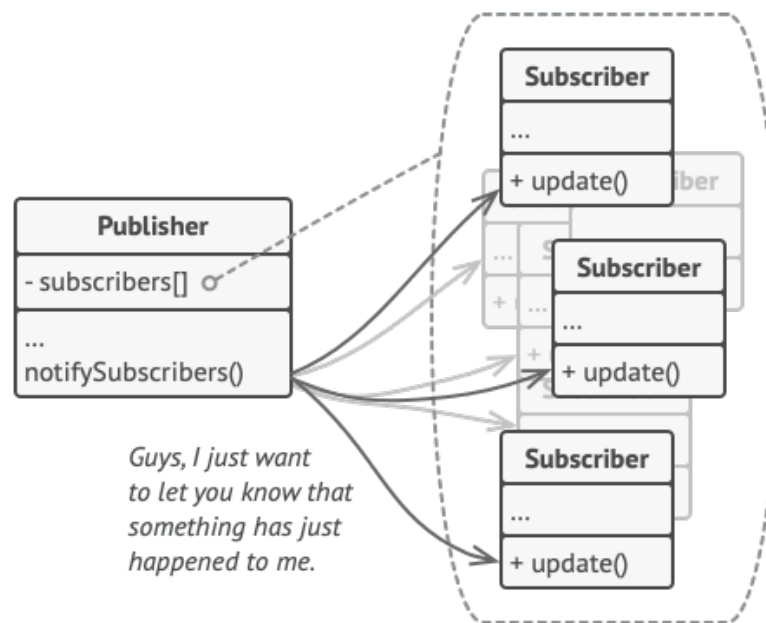 Publisher
- subscribers[]
...
notifySubscribers()
Guys, I just want
to let you know that
something has just
happened to me.
Subscriber
...
+ update()
Subscriber
...
+ update()
Subscriber
...
+ update()
...
+
...
+